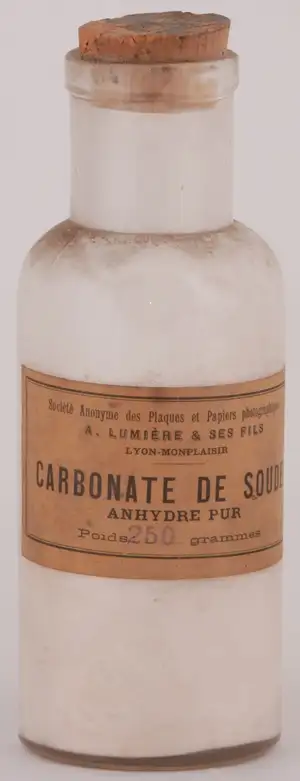 Société Anonyme des Plaques et Papiers photographiques
A. LUMIÈRE & SES FILS
LYON-MONPLAISIR
CARBONATE DE SOUDE
ANHYDRE PUR
Poids 250 grammes